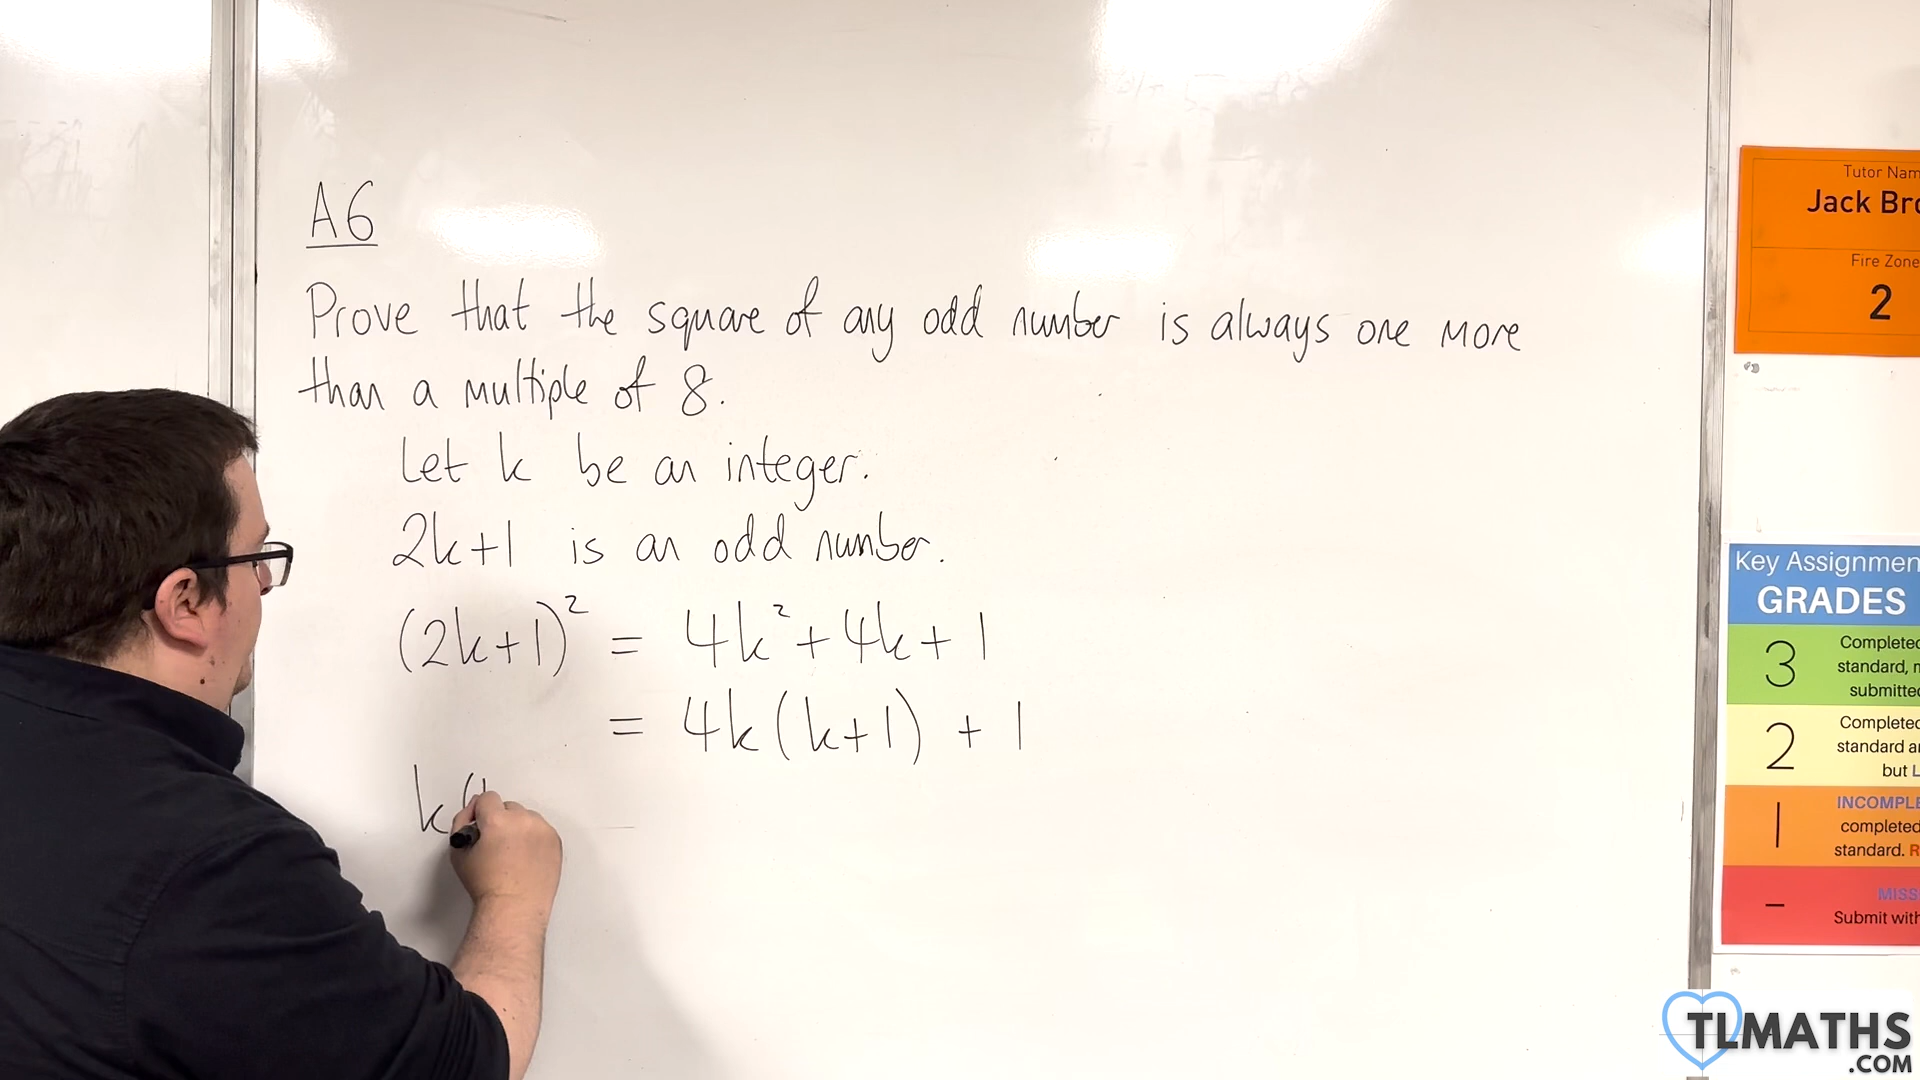 A6
Prove that the square of any odd number is always one more
than a multiple of 8.
Let k be an integer.
2k+1 is an odd number.
(2k+1)² = 4k²+4k+1
= 4k(k+1) + 1
k(
Tutor Nam
Jack Bro
Fire Zone
2
Key Assignmen
GRADES
3
Completed
standard, n
submitted
2
Completed
standard an
but L
1
INCOMPLE
completed
standard. R
-
MISS
Submit with
TLMATHS
.COM